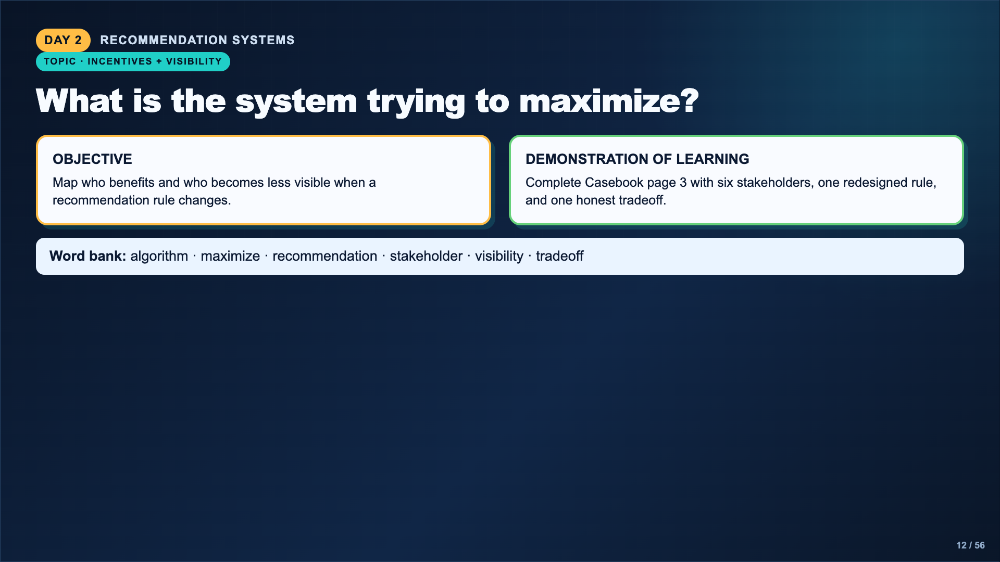 DAY 2 RECOMMENDATION SYSTEMS
TOPIC · INCENTIVES + VISIBILITY
What is the system trying to maximize?
OBJECTIVE
Map who benefits and who becomes less visible when a
recommendation rule changes.
DEMONSTRATION OF LEARNING
Complete Casebook page 3 with six stakeholders, one redesigned rule,
and one honest tradeoff.
Word bank: algorithm · maximize · recommendation · stakeholder · visibility · tradeoff
12 / 56